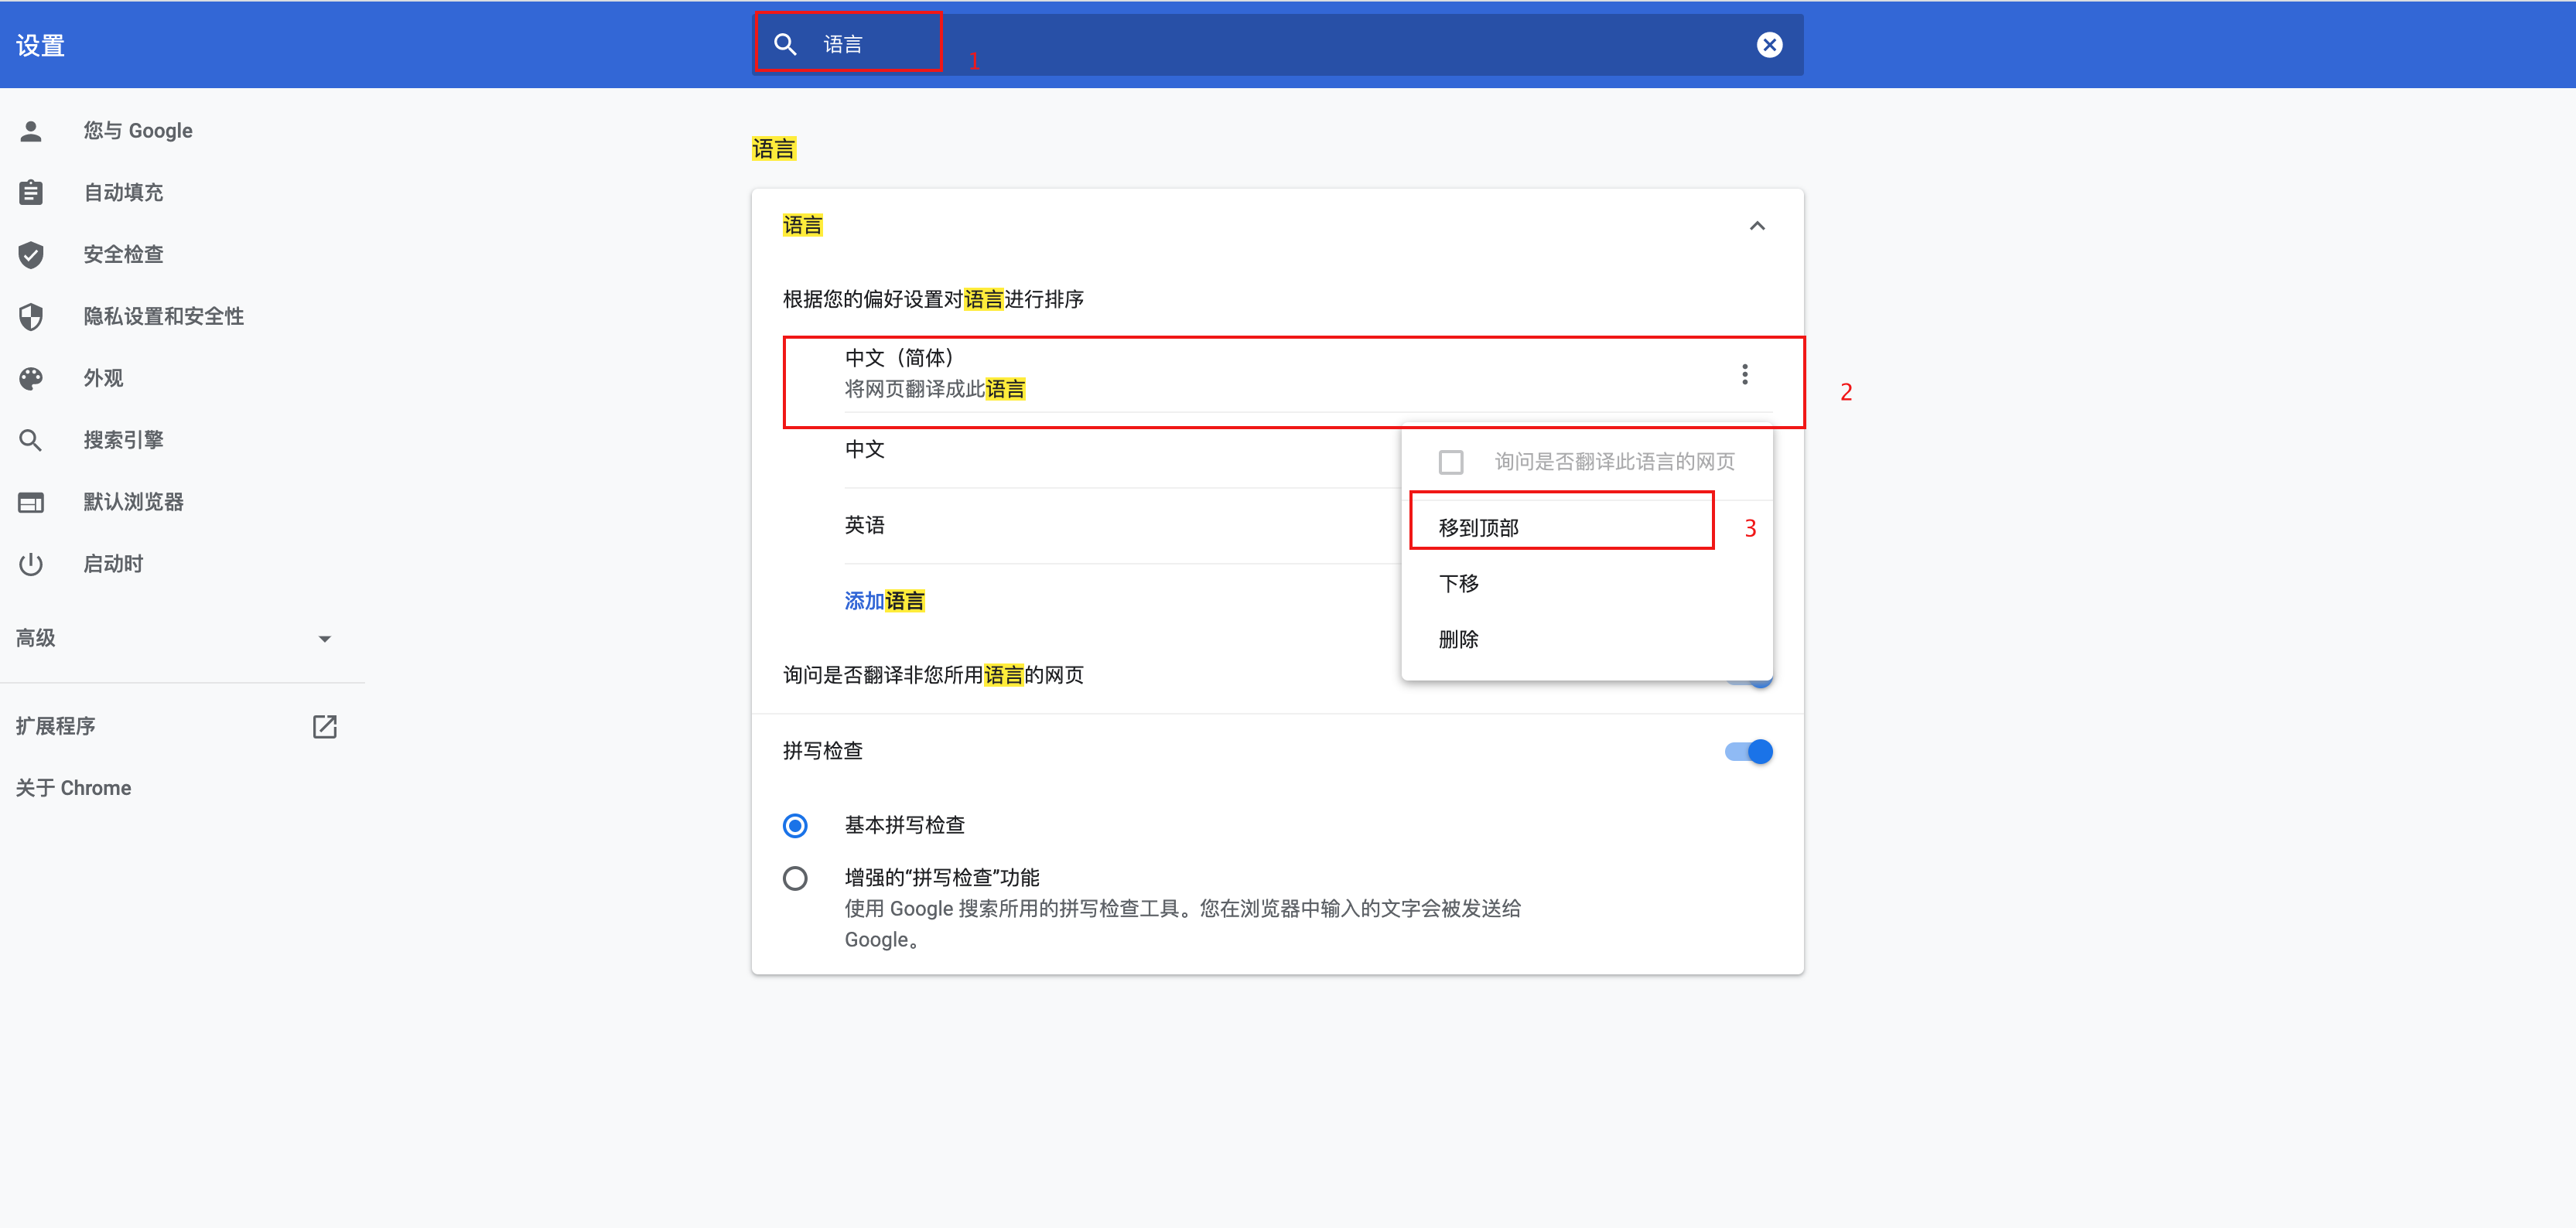 设置
语言
1
您与 Google
自动填充
安全检查
隐私设置和安全性
外观
搜索引擎
默认浏览器
启动时
高级
扩展程序
关于 Chrome
语言
语言
根据您的偏好设置对语言进行排序
中文（简体）
将网页翻译成此语言
2
中文
英语
添加语言
询问是否翻译此语言的网页
移到顶部
3
下移
删除
询问是否翻译非您所用语言的网页
拼写检查
基本拼写检查
增强的“拼写检查”功能
使用 Google 搜索所用的拼写检查工具。您在浏览器中输入的文字会被发送给
Google。